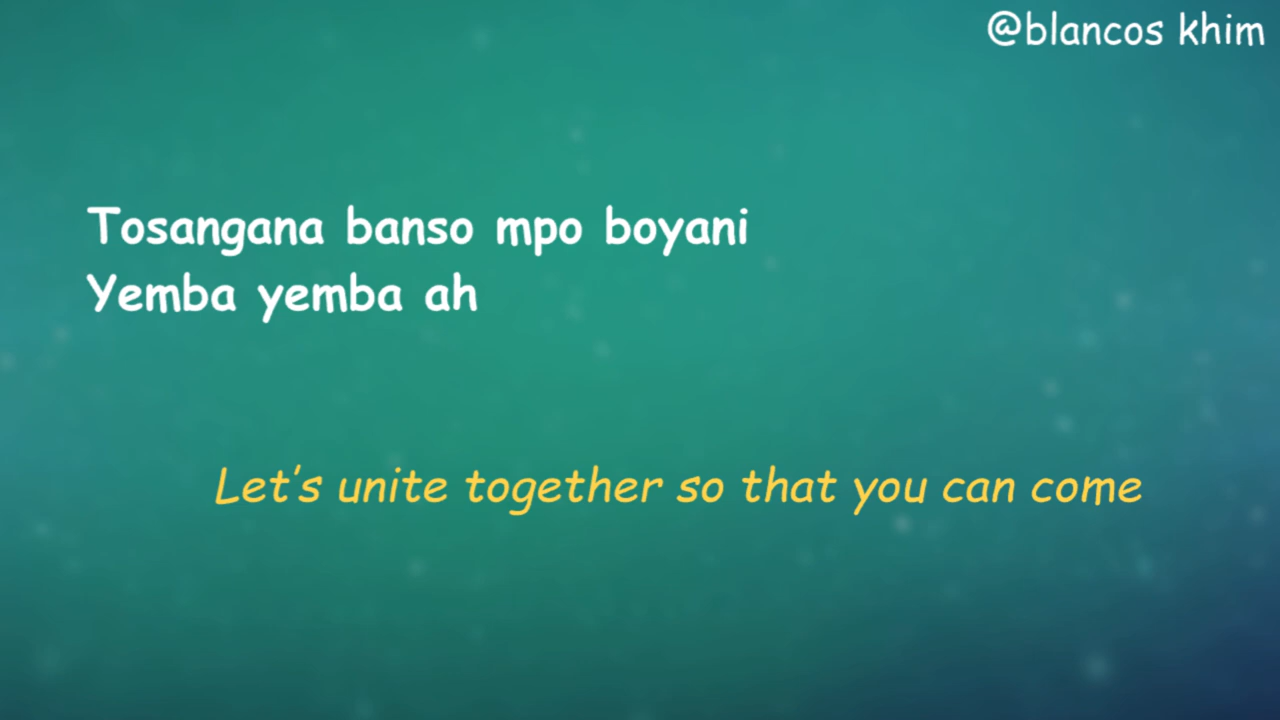 @blancos khim
Tosangana banso mpo boyani
Yemba yemba ah
Let's unite together so that you can come